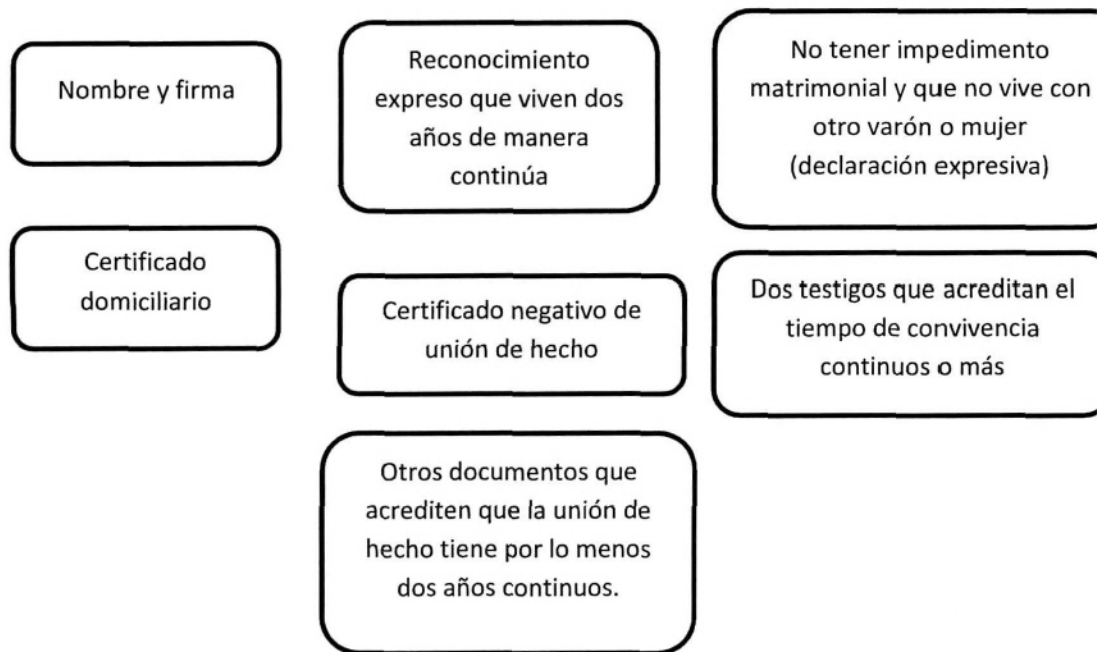 Nombre y firma
Reconocimiento
expreso que viven dos
años de manera
continúa
No tener impedimento
matrimonial y que no vive con
otro varón o mujer
(declaración expresiva)
Certificado
domiciliario
Certificado negativo de
unión de hecho
Dos testigos que acreditan el
tiempo de convivencia
continuos o más
Otros documentos que
acrediten que la unión de
hecho tiene por lo menos
dos años continuos.